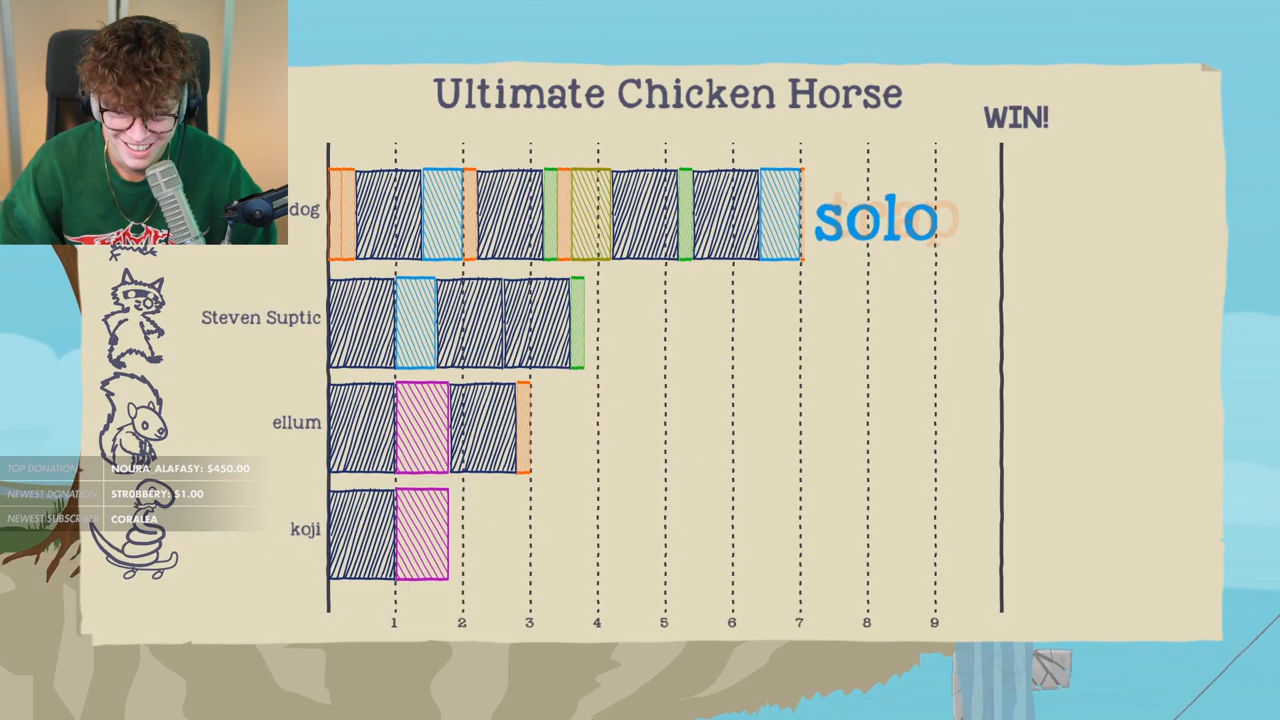 Ultimate Chicken Horse
WIN!
dog
solo
Steven Suptic
ellum
TOP DONATION NOURA ALAFASY: $450.00
NEWEST DONATION STR0BBERY: $1.00
NEWEST SUBSCRIBER CORALEA
koji
1 2 3 4 5 6 7 8 9